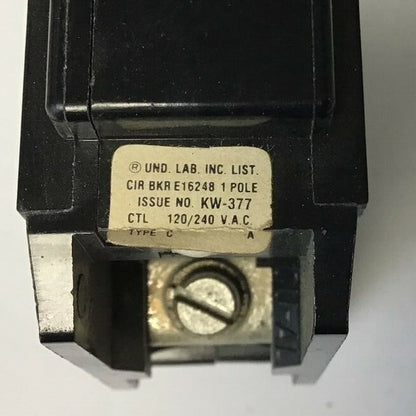 ® UND. LAB. INC. LIST.
CIR BKR E16248 1 POLE
ISSUE NO. KW-377
CTL 120/240 V.A.C
TYPE C A